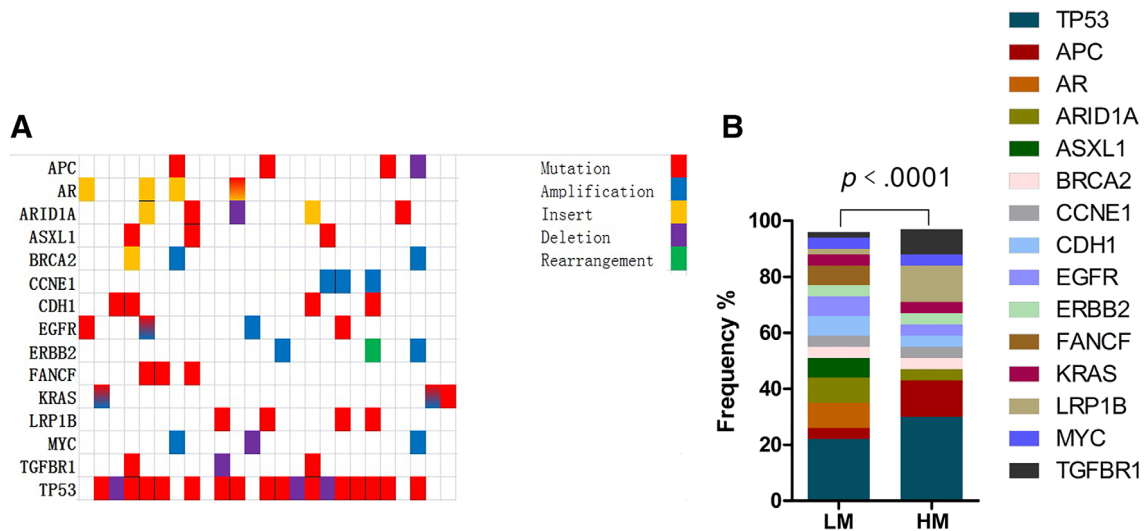 A
APC
AR
ARID1A
ASXL1
BRCA2
CCNE1
CDH1
EGFR
ERBB2
FANCF
KRAS
LRP1B
MYC
TGFBR1
TP53
Mutation
Amplification
Insert
Deletion
Rearrangement
B
p < .0001
Frequency %
100
80
60
40
20
0
LM HM
TP53
APC
AR
ARID1A
ASXL1
BRCA2
CCNE1
CDH1
EGFR
ERBB2
FANCF
KRAS
LRP1B
MYC
TGFBR1